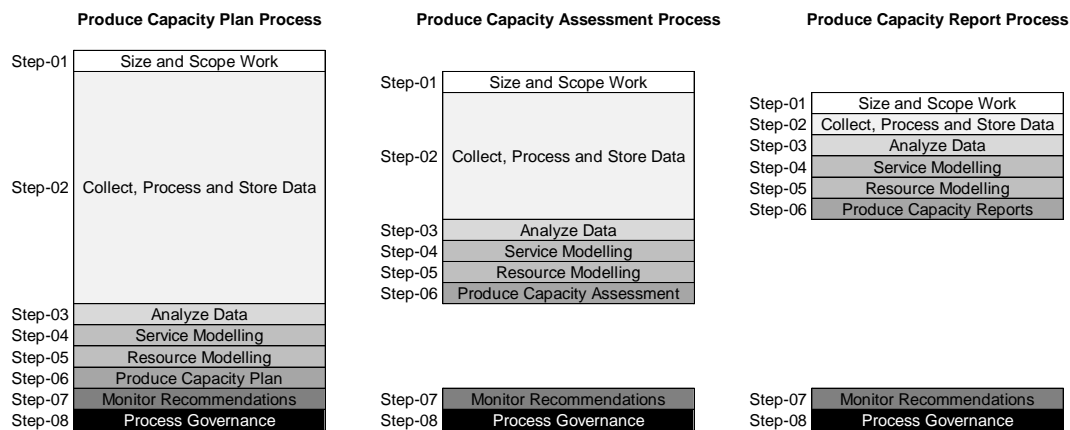 Produce Capacity Plan Process
Step-01 Size and Scope Work
Step-02 Collect, Process and Store Data
Step-03 Analyze Data
Step-04 Service Modelling
Step-05 Resource Modelling
Step-06 Produce Capacity Plan
Step-07 Monitor Recommendations
Step-08 Process Governance
Produce Capacity Assessment Process
Step-01 Size and Scope Work
Step-02 Collect, Process and Store Data
Step-03 Analyze Data
Step-04 Service Modelling
Step-05 Resource Modelling
Step-06 Produce Capacity Assessment
Step-07 Monitor Recommendations
Step-08 Process Governance
Produce Capacity Report Process
Step-01 Size and Scope Work
Step-02 Collect, Process and Store Data
Step-03 Analyze Data
Step-04 Service Modelling
Step-05 Resource Modelling
Step-06 Produce Capacity Reports
Step-07 Monitor Recommendations
Step-08 Process Governance